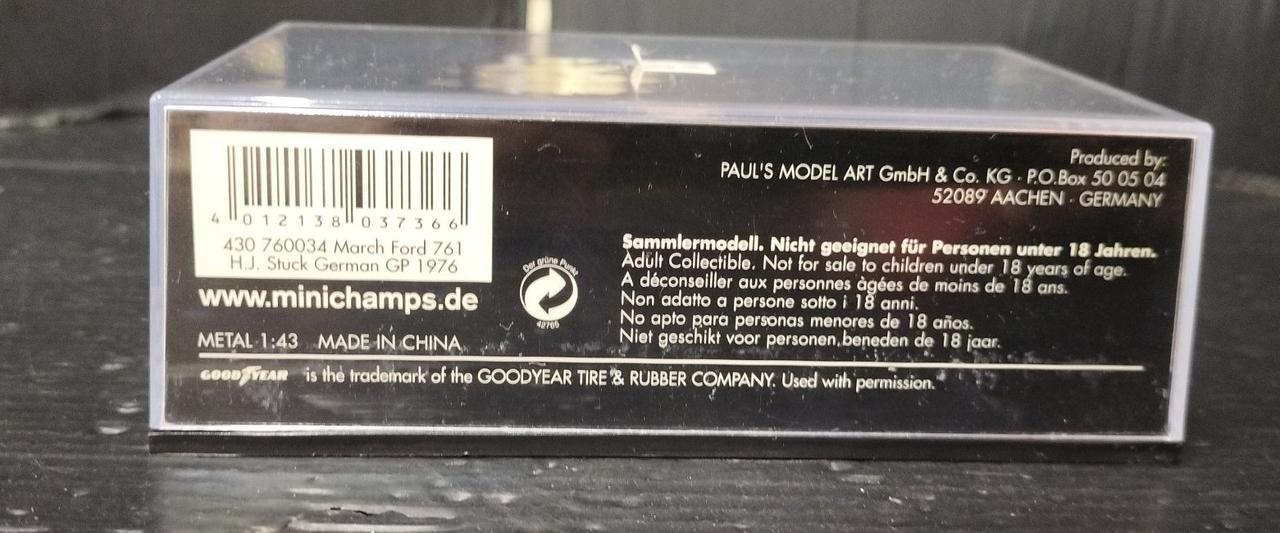 4 012138 037366
430 760034 March Ford 761
H.J. Stuck German GP 1976
www.minichamps.de
METAL 1:43 MADE IN CHINA
Der grüne Punkt
42765
Produced by:
PAUL'S MODEL ART GmbH & Co. KG · P.O.Box 50 05 04
52089 AACHEN · GERMANY
Sammlermodell. Nicht geeignet für Personen unter 18 Jahren.
Adult Collectible. Not for sale to children under 18 years of age.
A déconseiller aux personnes âgées de moins de 18 ans.
Non adatto a persone sotto i 18 anni.
No apto para personas menores de 18 años.
Niet geschikt voor personen beneden de 18 jaar.
GOODYEAR is the trademark of the GOODYEAR TIRE & RUBBER COMPANY. Used with permission.